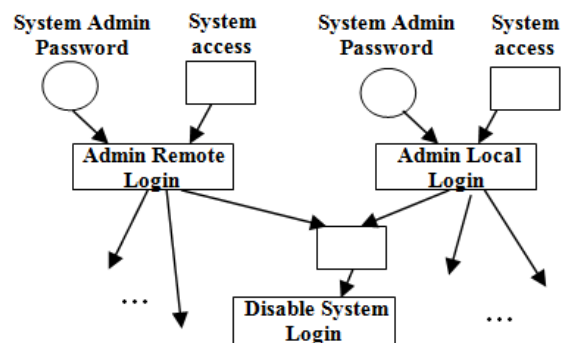 System Admin
Password
System
access
System Admin
Password
System
access
Admin Remote
Login
Admin Local
Login
...
Disable System
Login
...